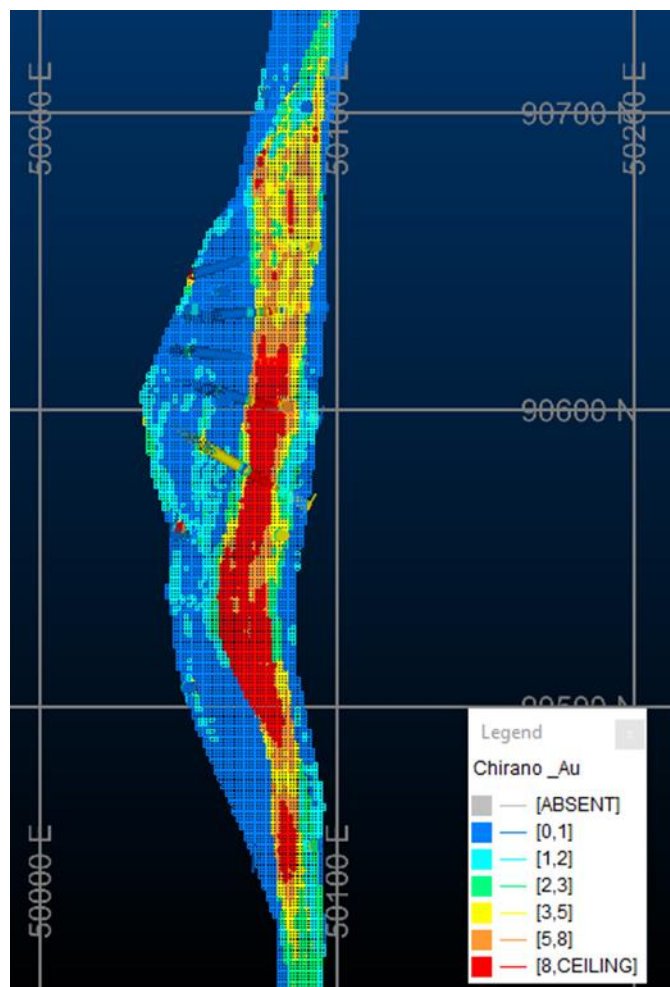 50000 E
50100 E
50200 E
90700 N
90600 N
90500 N
50000 E
50100 E
Legend
Chirano _Au
[ABSENT]
[0,1]
[1,2]
[2,3]
[3,5]
[5,8]
[8,CEILING]